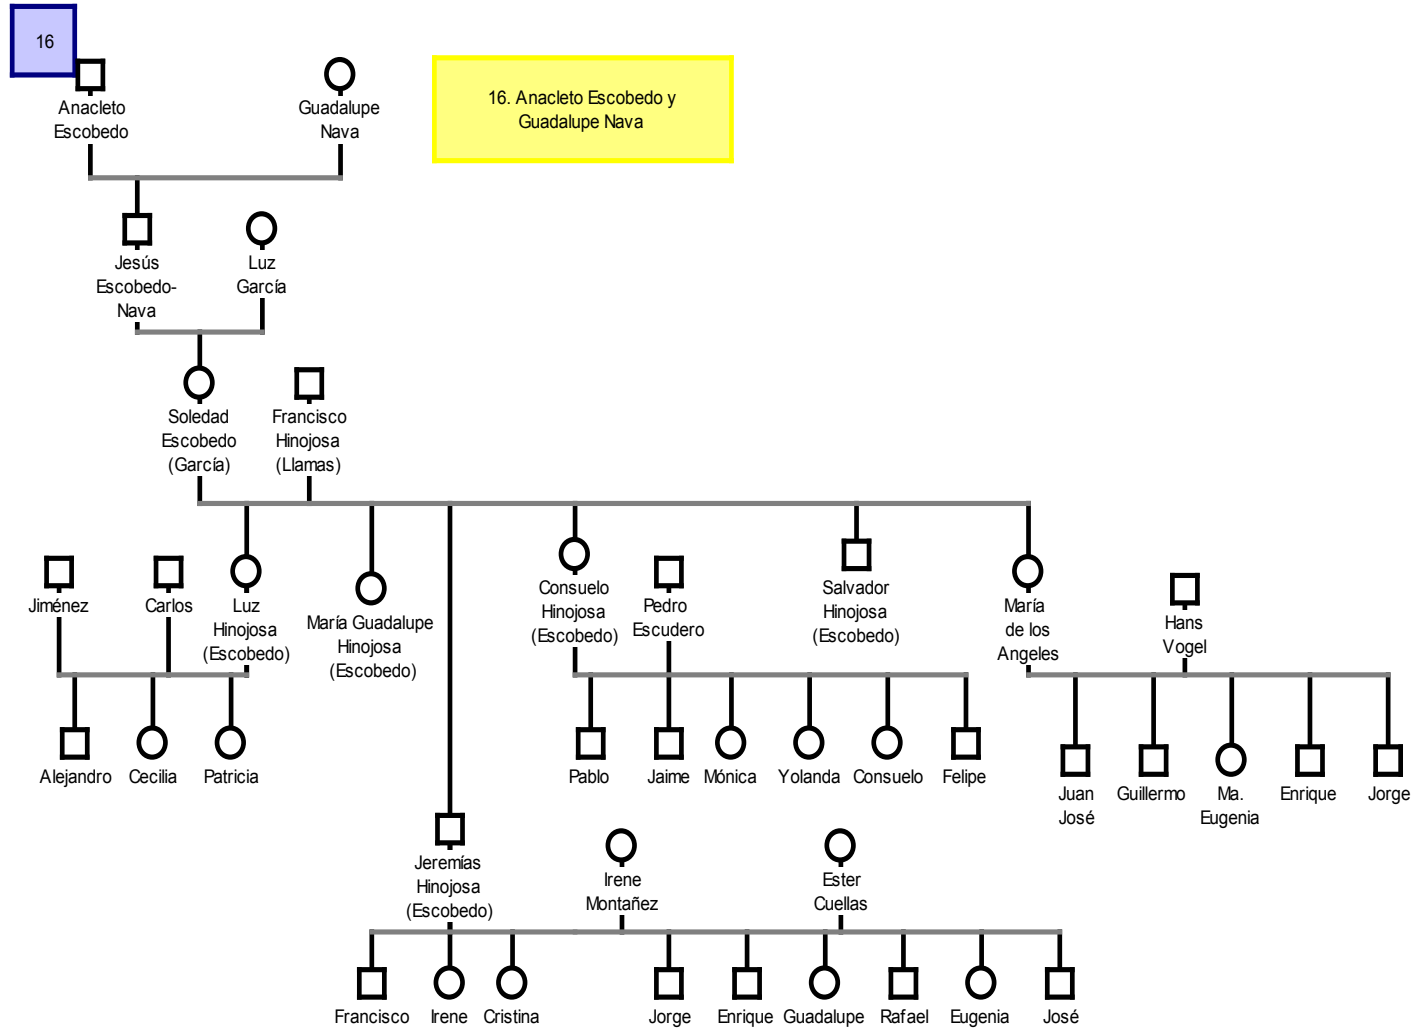 16
16. Anacleto Escobedo y
Guadalupe Nava
Anacleto
Escobedo
Guadalupe
Nava
Jesús
Escobedo-
Nava
Luz
García
Soledad
Escobedo
(García)
Francisco
Hinojosa
(Llamas)
Jiménez
Carlos
Luz
Hinojosa
(Escobedo)
María Guadalupe
Hinojosa
(Escobedo)
Consuelo
Hinojosa
(Escobedo)
Pedro
Escudero
Salvador
Hinojosa
(Escobedo)
María
de los
Angeles
Hans
Vogel
Alejandro
Cecilia
Patricia
Pablo
Jaime
Mónica
Yolanda
Consuelo
Felipe
Juan
José
Guillermo
Ma.
Eugenia
Enrique
Jorge
Jeremías
Hinojosa
(Escobedo)
Irene
Montañez
Ester
Cuellas
Francisco
Irene
Cristina
Jorge
Enrique
Guadalupe
Rafael
Eugenia
José